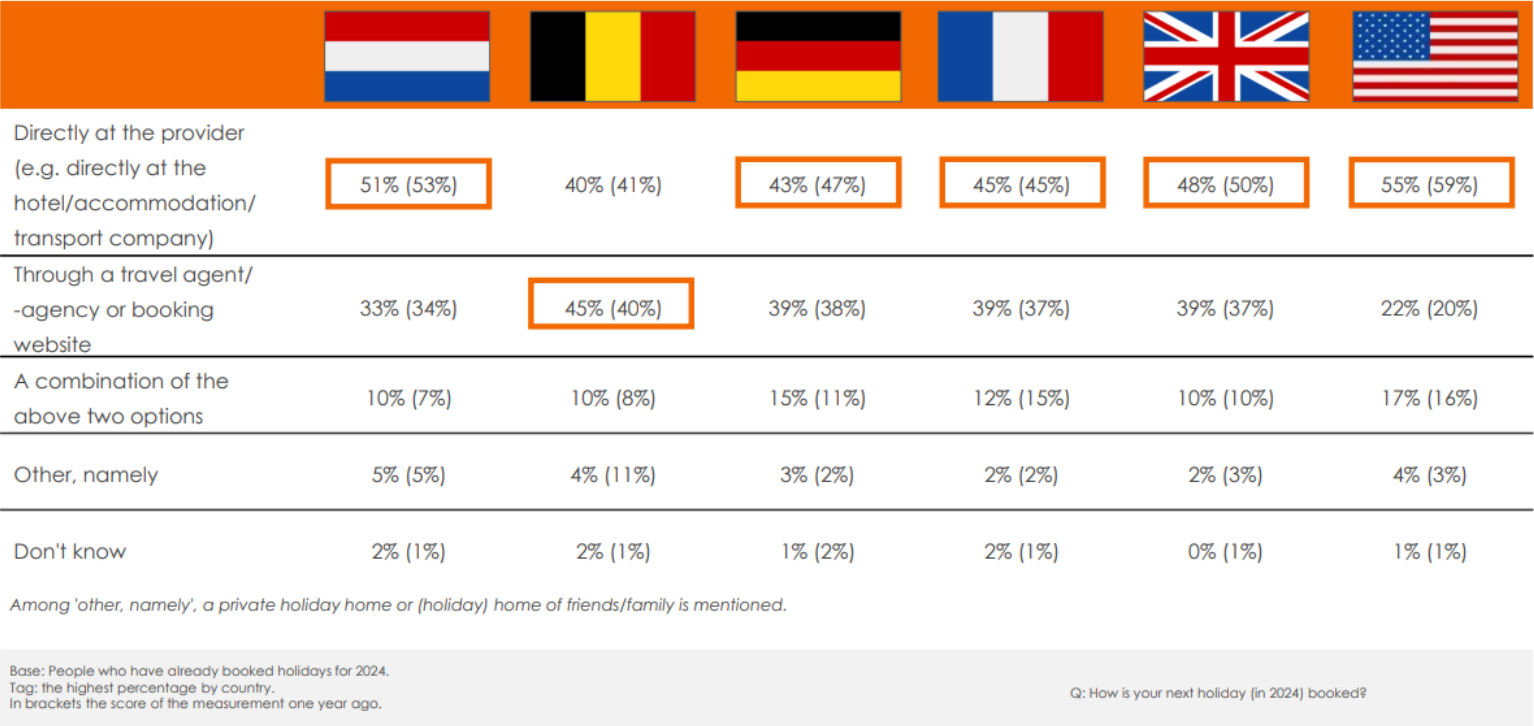 Directly at the provider
(e.g. directly at the
hotel/accommodation/
transport company)
51% (53%) 40% (41%) 43% (47%) 45% (45%) 48% (50%) 55% (59%)
Through a travel agent/
-agency or booking
website
33% (34%) 45% (40%) 39% (38%) 39% (37%) 39% (37%) 22% (20%)
A combination of the
above two options
10% (7%) 10% (8%) 15% (11%) 12% (15%) 10% (10%) 17% (16%)
Other, namely 5% (5%) 4% (11%) 3% (2%) 2% (2%) 2% (3%) 4% (3%)
Don't know 2% (1%) 2% (1%) 1% (2%) 2% (1%) 0% (1%) 1% (1%)
Among 'other, namely', a private holiday home or (holiday) home of friends/family is mentioned.
Base: People who have already booked holidays for 2024.
Tag: the highest percentage by country.
In brackets the score of the measurement one year ago.
Q: How is your next holiday (in 2024) booked?